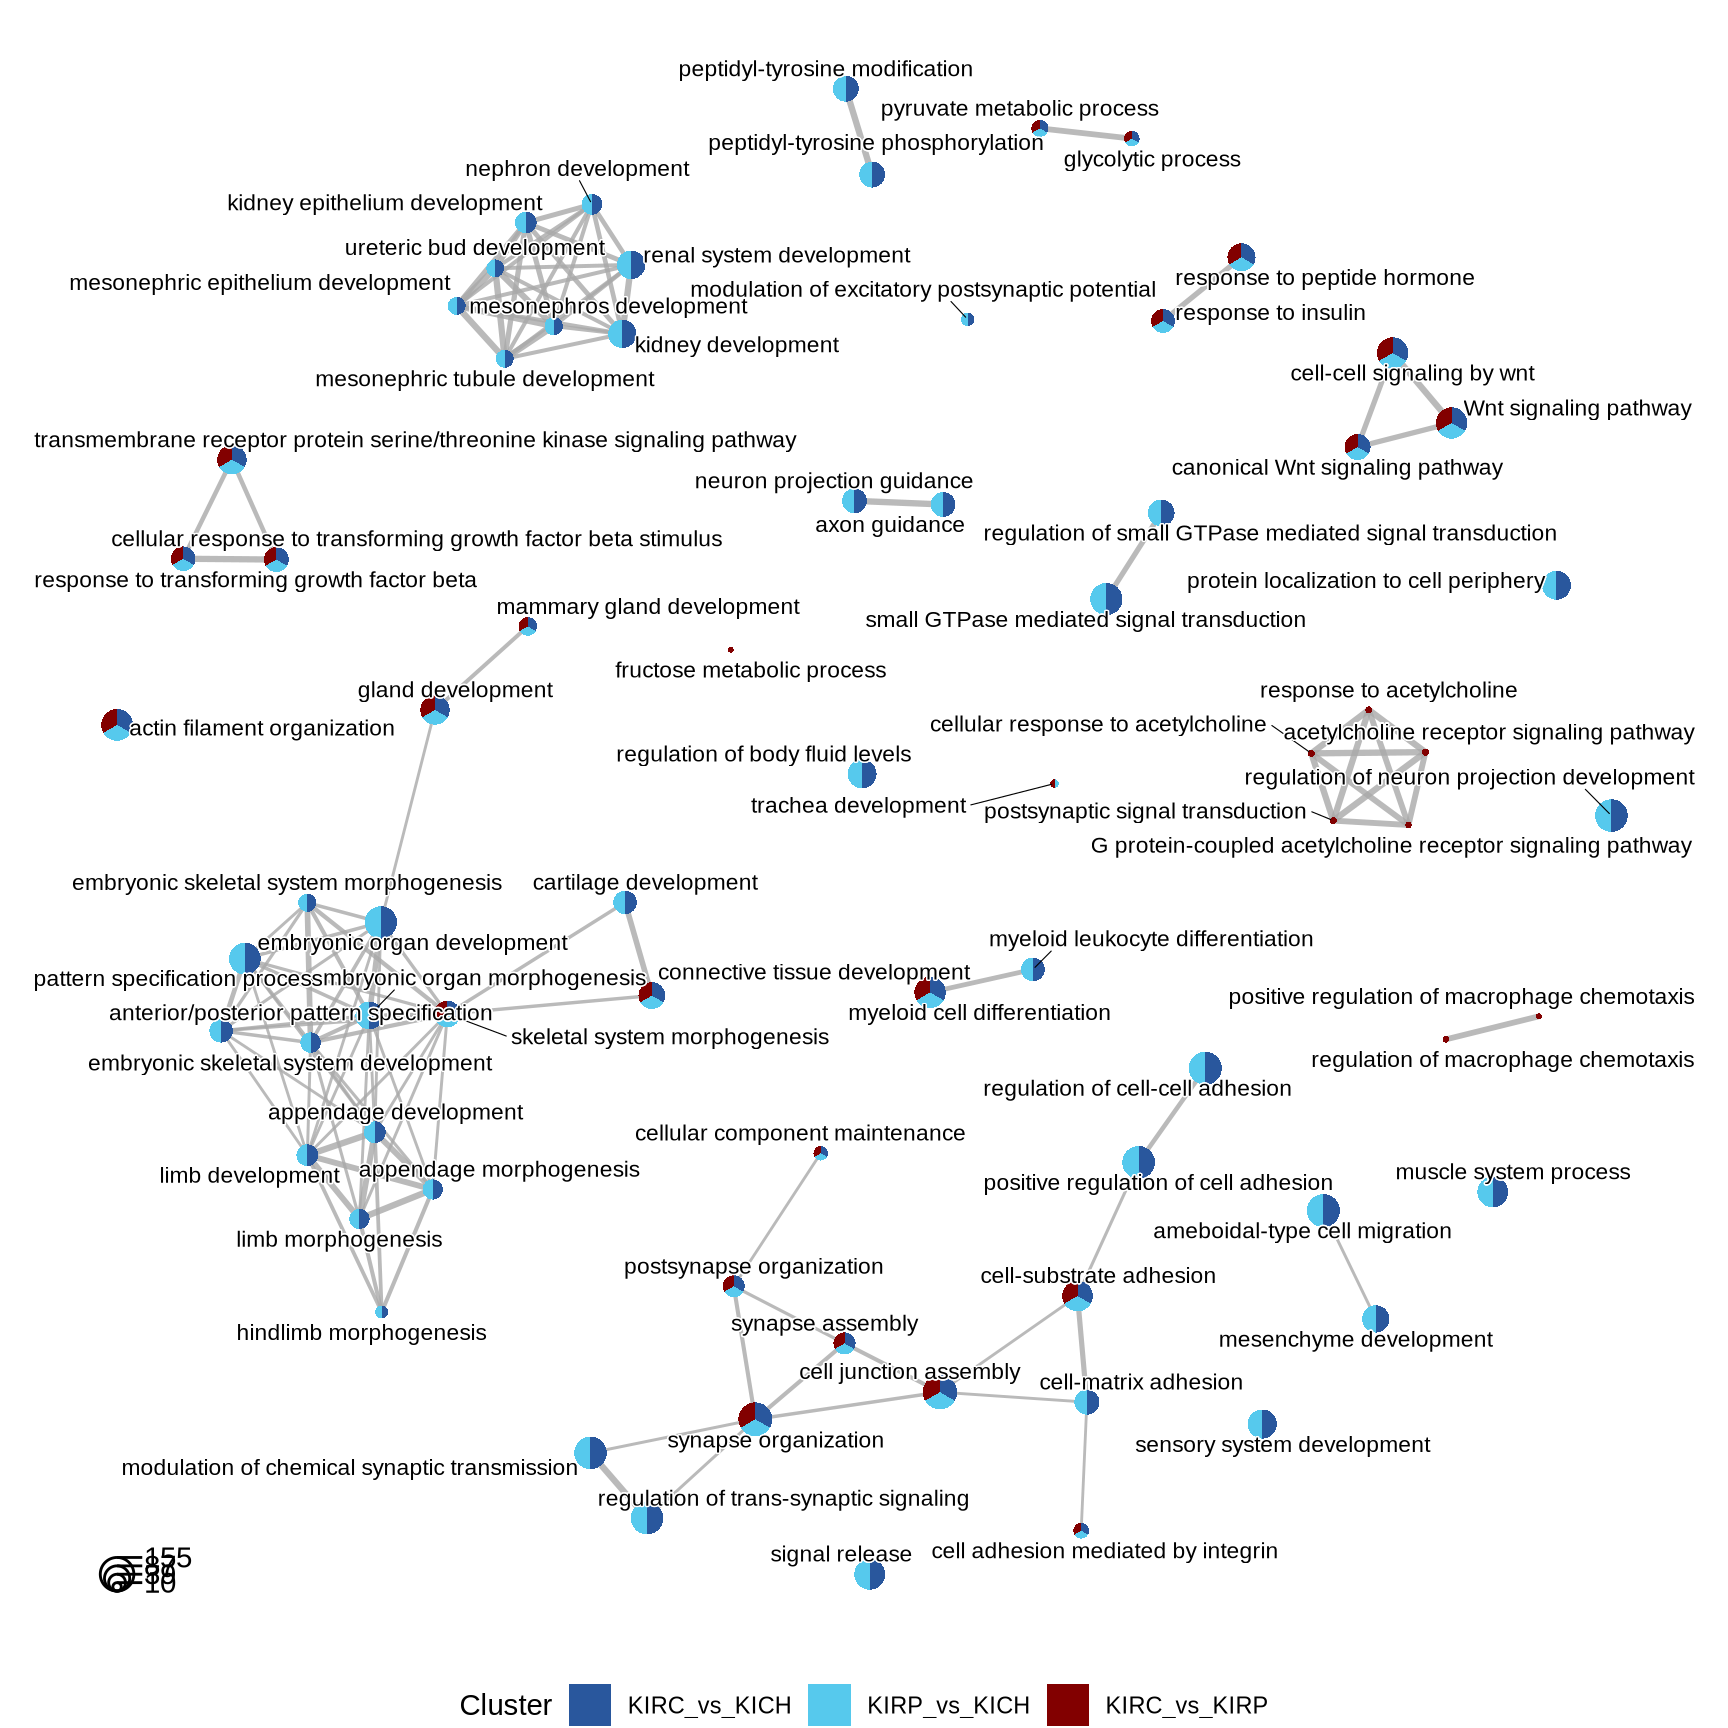 peptidyl-tyrosine modification
pyruvate metabolic process
peptidyl-tyrosine phosphorylation
glycolytic process
nephron development
kidney epithelium development
ureteric bud development
renal system development
mesonephric epithelium development
modulation of excitatory postsynaptic potential
mesonephros development
kidney development
mesonephric tubule development
response to peptide hormone
response to insulin
cell-cell signaling by wnt
Wnt signaling pathway
canonical Wnt signaling pathway
transmembrane receptor protein serine/threonine kinase signaling pathway
neuron projection guidance
axon guidance
cellular response to transforming growth factor beta stimulus
response to transforming growth factor beta
regulation of small GTPase mediated signal transduction
protein localization to cell periphery
small GTPase mediated signal transduction
mammary gland development
fructose metabolic process
gland development
actin filament organization
response to acetylcholine
cellular response to acetylcholine
acetylcholine receptor signaling pathway
regulation of body fluid levels
regulation of neuron projection development
trachea development
postsynaptic signal transduction
G protein-coupled acetylcholine receptor signaling pathway
embryonic skeletal system morphogenesis
cartilage development
embryonic organ development
pattern specification process
mbryonic organ morphogenesis
connective tissue development
anterior/posterior pattern specification
skeletal system morphogenesis
embryonic skeletal system development
myeloid leukocyte differentiation
myeloid cell differentiation
positive regulation of macrophage chemotaxis
regulation of macrophage chemotaxis
regulation of cell-cell adhesion
appendage development
cellular component maintenance
limb development
appendage morphogenesis
positive regulation of cell adhesion
muscle system process
ameboidal-type cell migration
limb morphogenesis
postsynapse organization
cell-substrate adhesion
hindlimb morphogenesis
synapse assembly
mesenchyme development
cell junction assembly
cell-matrix adhesion
synapse organization
sensory system development
modulation of chemical synaptic transmission
regulation of trans-synaptic signaling
signal release
cell adhesion mediated by integrin
155
10
Cluster KIRC_vs_KICH KIRP_vs_KICH KIRC_vs_KIRP